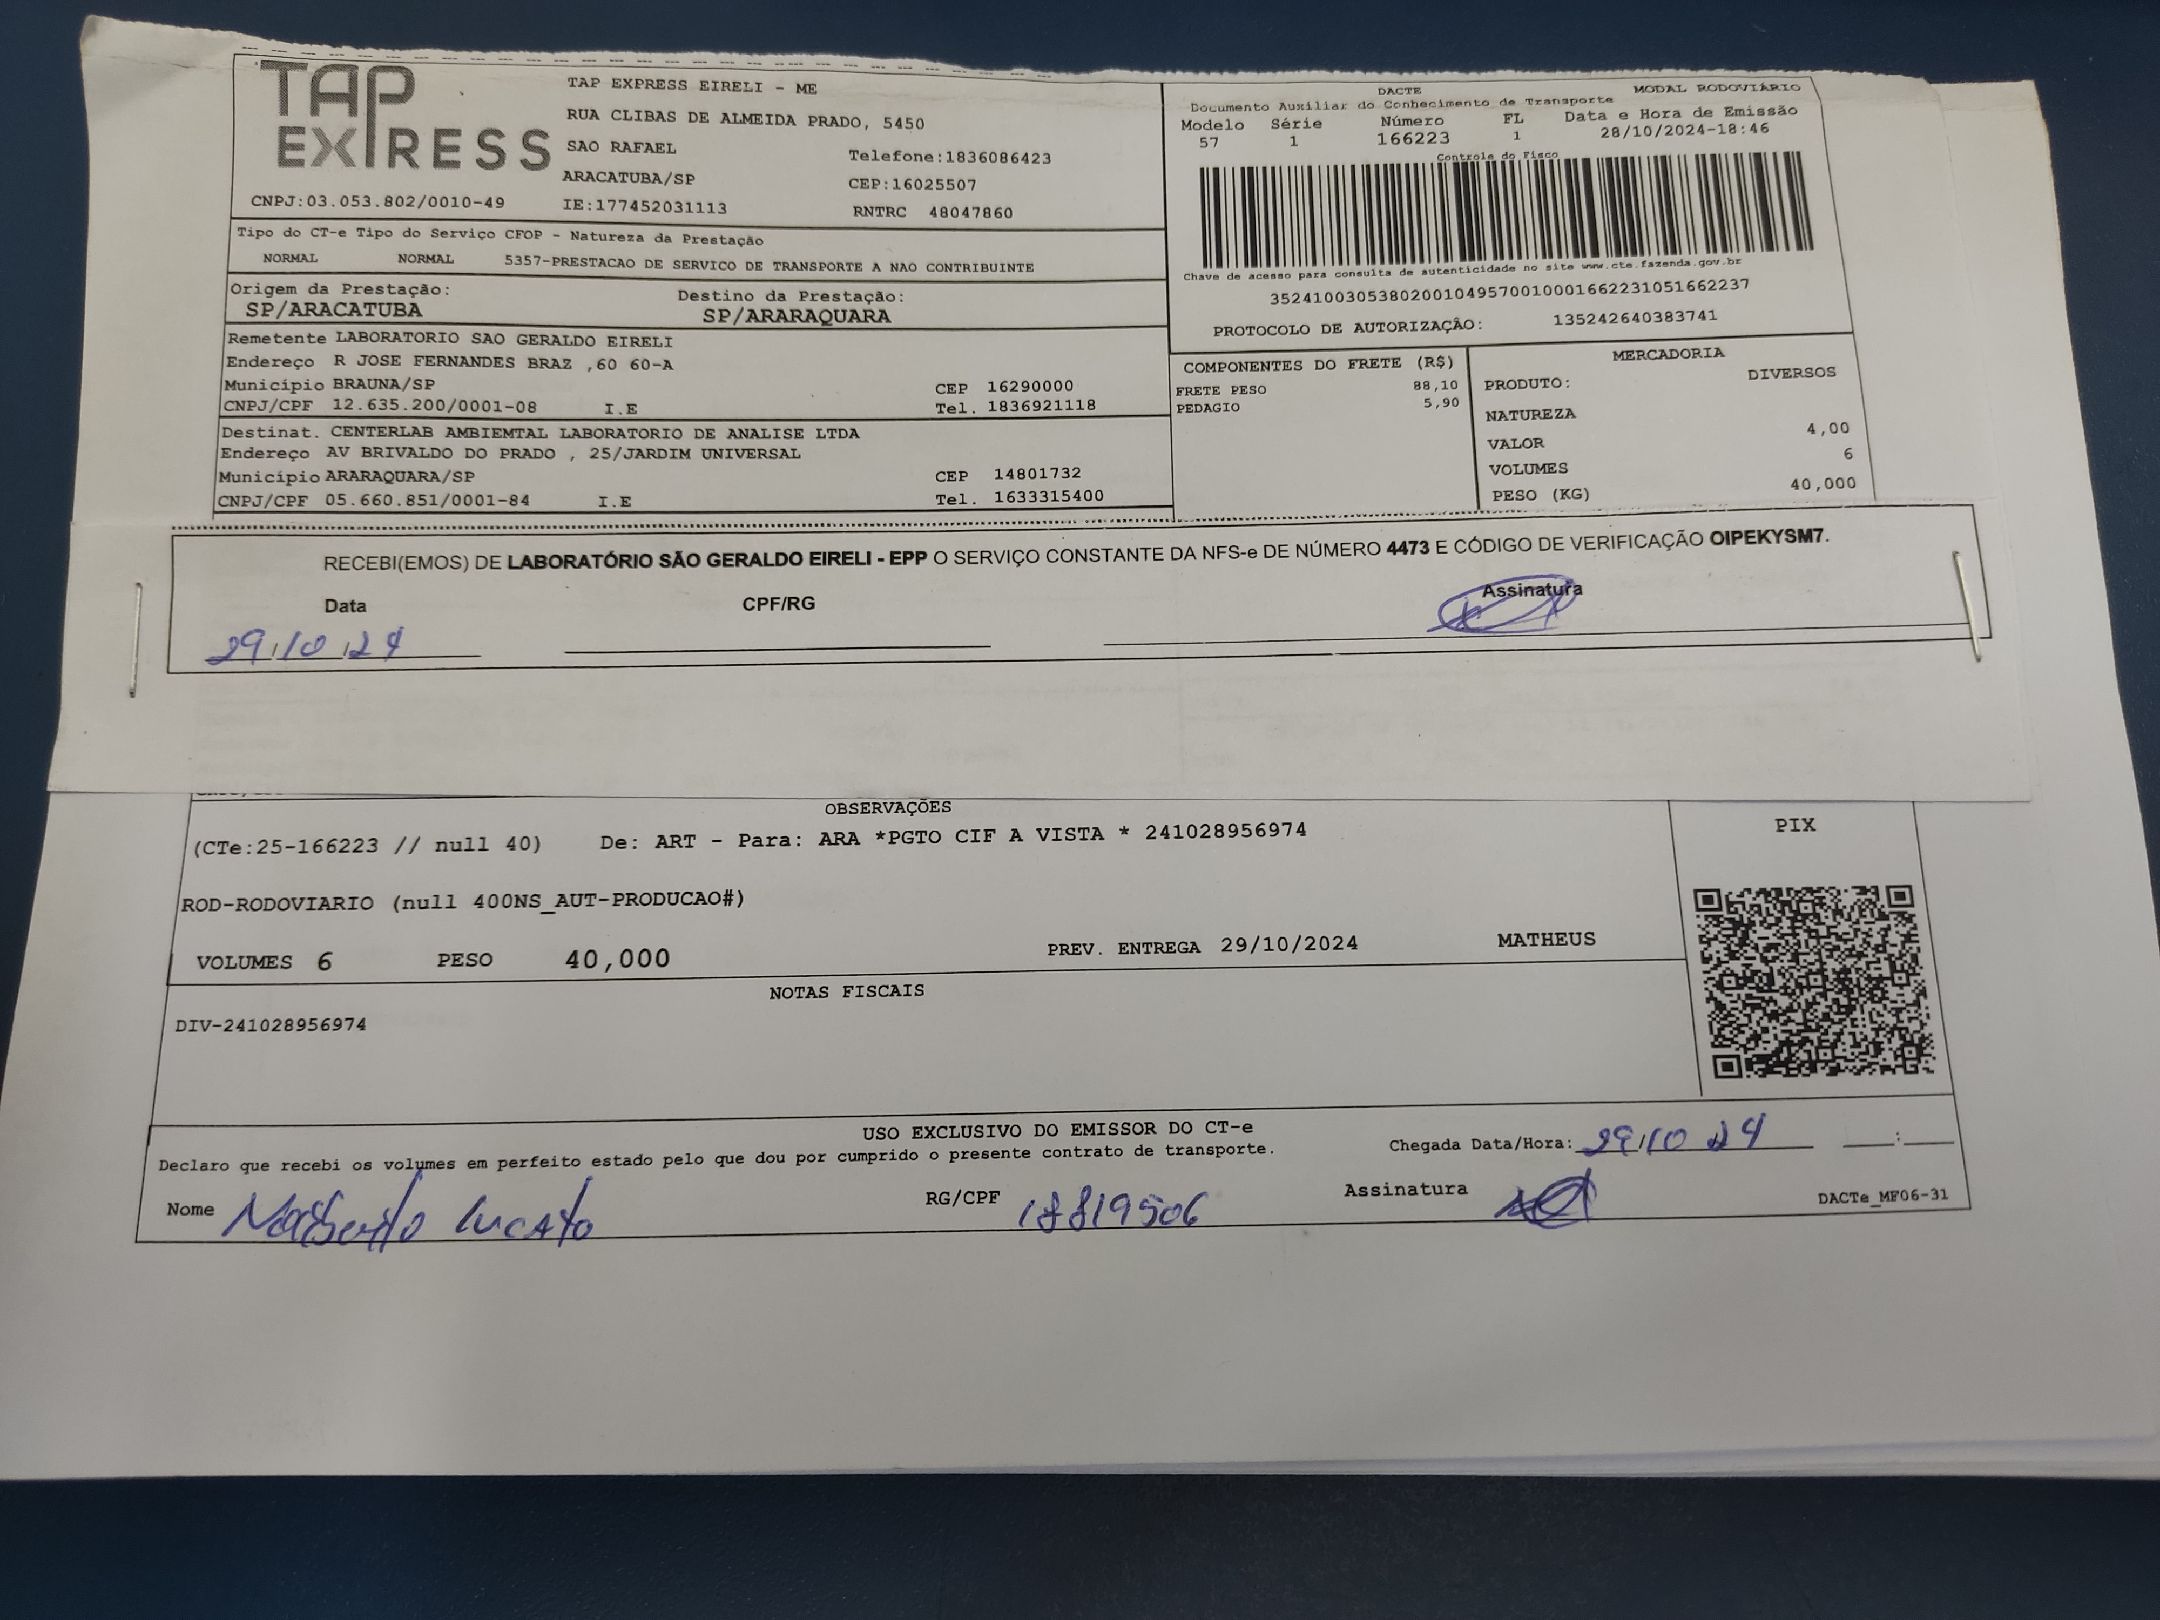 TAP EXPRESS
TAP EXPRESS EIRELI - ME
RUA CLIBAS DE ALMEIDA PRADO, 5450
SAO RAFAEL
Telefone:1836086423
ARACATUBA/SP
CEP:16025507
CNPJ:03.053.802/0010-49
IE:177452031113
RNTRC 48047860
DACTE
MODAL RODOVIÁRIO
Documento Auxiliar do Conhecimento de Transporte
Modelo Série Número FL Data e Hora de Emissão
57 1 166223 1 28/10/2024-18:46
Controle do Fisco
Chave de acesso para consulta de autenticidade no site www.cte.fazenda.gov.br
35241003053802001049570010001662231051662237
PROTOCOLO DE AUTORIZAÇÃO: 135242640383741
Tipo do CT-e Tipo do Serviço CFOP - Natureza da Prestação
NORMAL NORMAL 5357-PRESTACAO DE SERVICO DE TRANSPORTE A NAO CONTRIBUINTE
Origem da Prestação: Destino da Prestação:
SP/ARACATUBA SP/ARARAQUARA
Remetente LABORATORIO SAO GERALDO EIRELI
Endereço R JOSE FERNANDES BRAZ ,60 60-A
Município BRAUNA/SP CEP 16290000
CNPJ/CPF 12.635.200/0001-08 I.E Tel. 1836921118
Destinat. CENTERLAB AMBIEMTAL LABORATORIO DE ANALISE LTDA
Endereço AV BRIVALDO DO PRADO , 25/JARDIM UNIVERSAL
Município ARARAQUARA/SP CEP 14801732
CNPJ/CPF 05.660.851/0001-84 I.E Tel. 1633315400
COMPONENTES DO FRETE (R$)
FRETE PESO 88,10
PEDAGIO 5,90
MERCADORIA
PRODUTO: DIVERSOS
NATUREZA
VALOR 4,00
VOLUMES 6
PESO (KG) 40,000
RECEBI(EMOS) DE LABORATÓRIO SÃO GERALDO EIRELI - EPP O SERVIÇO CONSTANTE DA NFS-e DE NÚMERO 4473 E CÓDIGO DE VERIFICAÇÃO OIPEKYSM7.
Data CPF/RG Assinatura
29/10/24
OBSERVAÇÕES
(CTe:25-166223 // null 40) De: ART - Para: ARA *PGTO CIF A VISTA * 241028956974
ROD-RODOVIARIO (null 400NS_AUT-PRODUCAO#)
VOLUMES 6 PESO 40,000 PREV. ENTREGA 29/10/2024 MATHEUS
PIX
NOTAS FISCAIS
DIV-241028956974
USO EXCLUSIVO DO EMISSOR DO CT-e
Declaro que recebi os volumes em perfeito estado pelo que dou por cumprido o presente contrato de transporte.
Chegada Data/Hora: 29/10 24 :
Nome
RG/CPF
Assinatura
DACTe_MF06-31